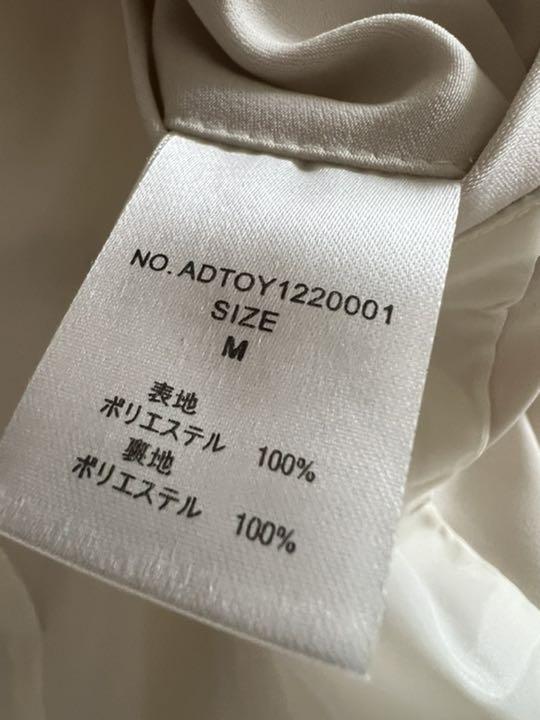 NO. ADTOY1220001
SIZE
M
表地
ポリエステル 100%
裏地
ポリエステル 100%